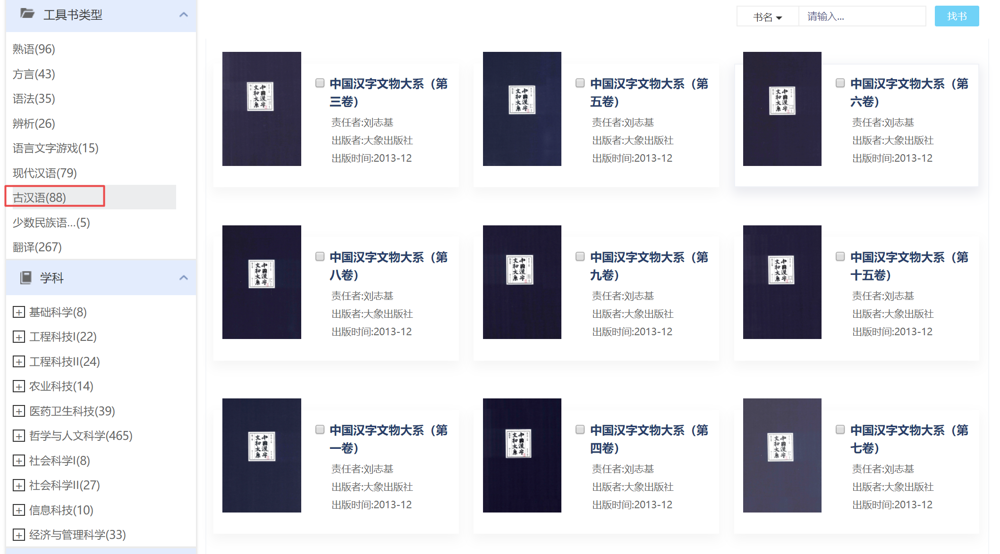 工具书类型
熟语(96)
方言(43)
语法(35)
辨析(26)
语言文字游戏(15)
现代汉语(79)
古汉语(88)
少数民族语...(5)
翻译(267)
学科
基础科学(8)
工程科技I(22)
工程科技II(24)
农业科技(14)
医药卫生科技(39)
哲学与人文科学(465)
社会科学I(8)
社会科学II(27)
信息科技(10)
经济与管理科学(33)
书名
请输入...
找书
中国汉字文物大系（第
三卷）
责任者:刘志基
出版者:大象出版社
出版时间:2013-12
中国汉字文物大系（第
五卷）
责任者:刘志基
出版者:大象出版社
出版时间:2013-12
中国汉字文物大系（第
六卷）
责任者:刘志基
出版者:大象出版社
出版时间:2013-12
中国汉字文物大系（第
八卷）
责任者:刘志基
出版者:大象出版社
出版时间:2013-12
中国汉字文物大系（第
九卷）
责任者:刘志基
出版者:大象出版社
出版时间:2013-12
中国汉字文物大系（第
十五卷）
责任者:刘志基
出版者:大象出版社
出版时间:2013-12
中国汉字文物大系（第
一卷）
责任者:刘志基
出版者:大象出版社
出版时间:2013-12
中国汉字文物大系（第
四卷）
责任者:刘志基
出版者:大象出版社
出版时间:2013-12
中国汉字文物大系（第
七卷）
责任者:刘志基
出版者:大象出版社
出版时间:2013-12